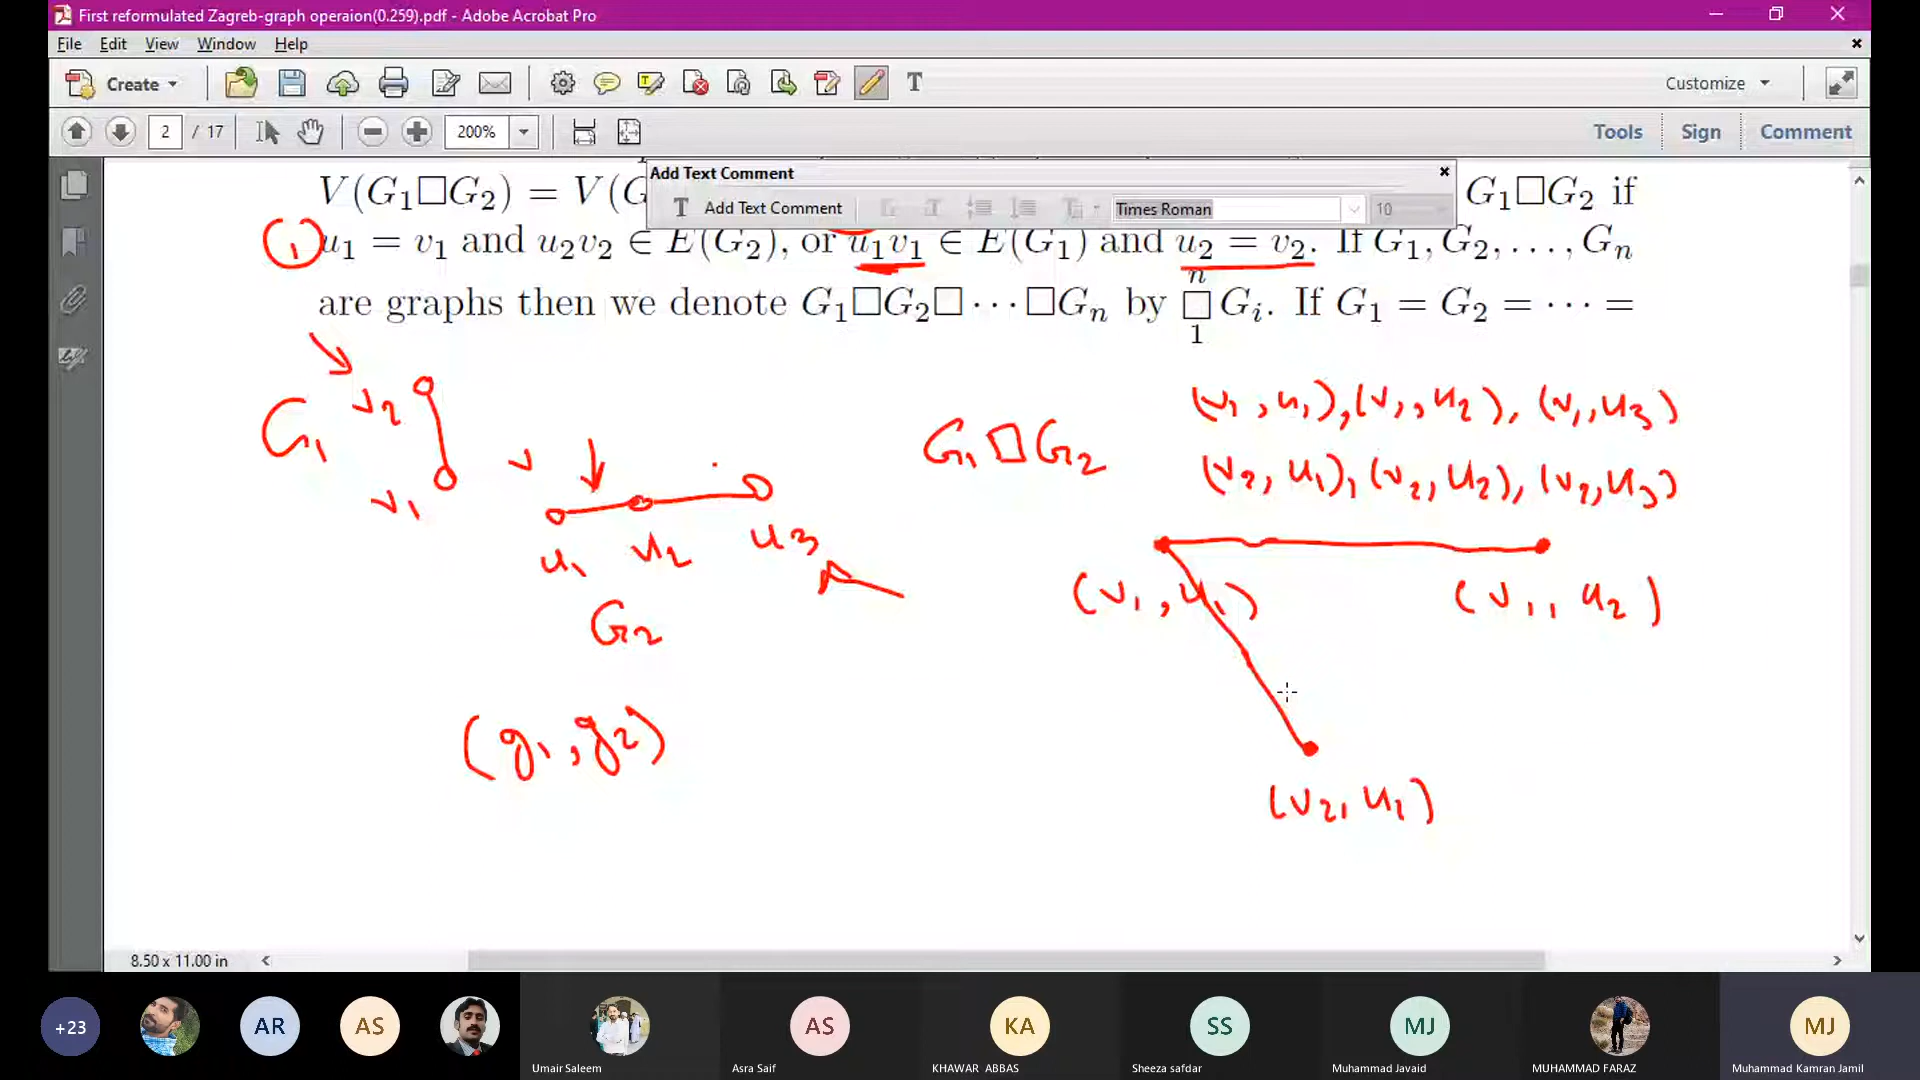 First reformulated Zagreb-graph operaion(0.259).pdf - Adobe Acrobat Pro
File Edit View Window Help
Create Customize
2 / 17 200% Tools Sign Comment
Add Text Comment
T Add Text Comment Times Roman 10
V(G₁□G₂) = V(G G₁□G₂ if
① u₁ = v₁ and u₂v₂ ∈ E(G₂), or u₁v₁ ∈ E(G₁) and u₂ = v₂. If G₁, G₂, . . . , Gₙ
are graphs then we denote G₁□G₂□ · · · □Gₙ by □₁ⁿ Gᵢ. If G₁ = G₂ = · · · =
G₁ v₂ v₁ v
u₁ u₂ u₃
G₂
(g₁, g₂)
G₁□G₂
(v₁, u₁), (v₁, u₂), (v₁, u₃)
(v₂, u₁), (v₂, u₂), (v₂, u₃)
(v₁, u₁) (v₁, u₂)
(v₂, u₁)
8.50 x 11.00 in
+23 AR AS AS KA SS MJ MJ
Umair Saleem Asra Saif KHAWAR ABBAS Sheeza safdar Muhammad Javaid MUHAMMAD FARAZ Muhammad Kamran Jamil